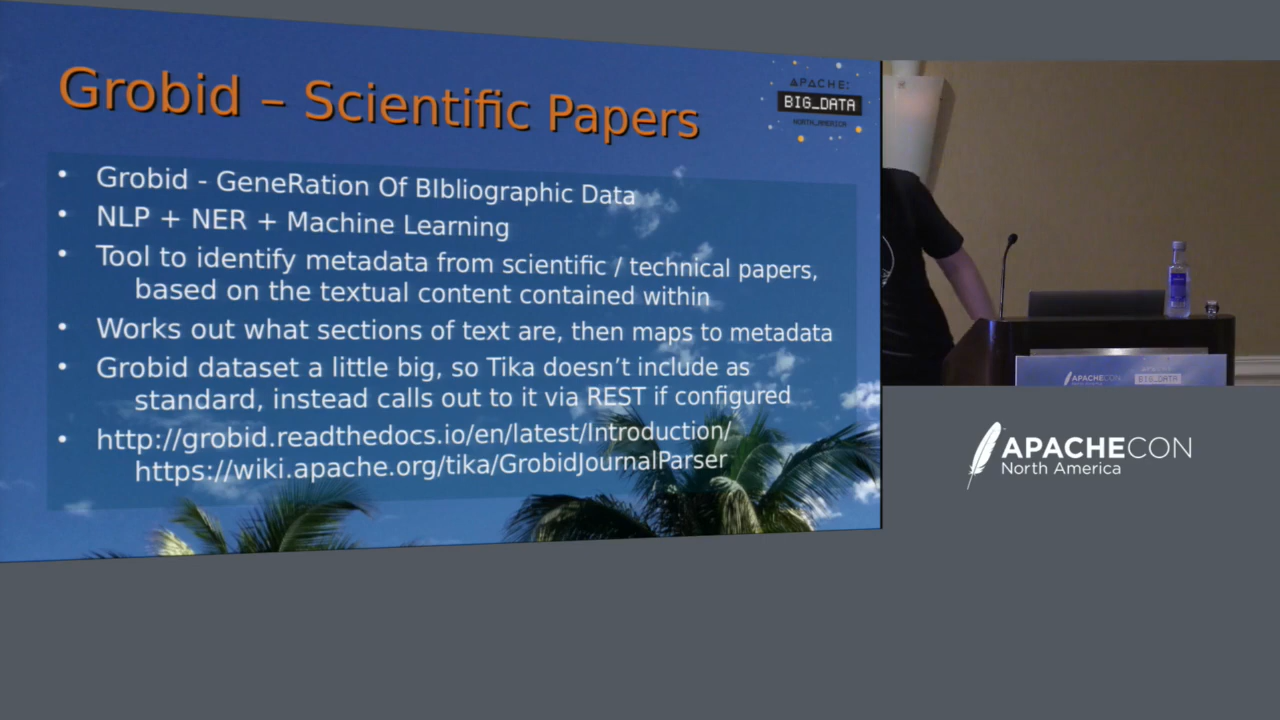 Grobid – Scientific Papers
APACHE:
BIG_DATA
NORTH_AMERICA
• Grobid - GeneRation Of BIbliographic Data
• NLP + NER + Machine Learning
• Tool to identify metadata from scientific / technical papers,
based on the textual content contained within
• Works out what sections of text are, then maps to metadata
• Grobid dataset a little big, so Tika doesn’t include as
standard, instead calls out to it via REST if configured
• http://grobid.readthedocs.io/en/latest/Introduction/
https://wiki.apache.org/tika/GrobidJournalParser
APACHECON
BIG_DATA
APACHECON
North America